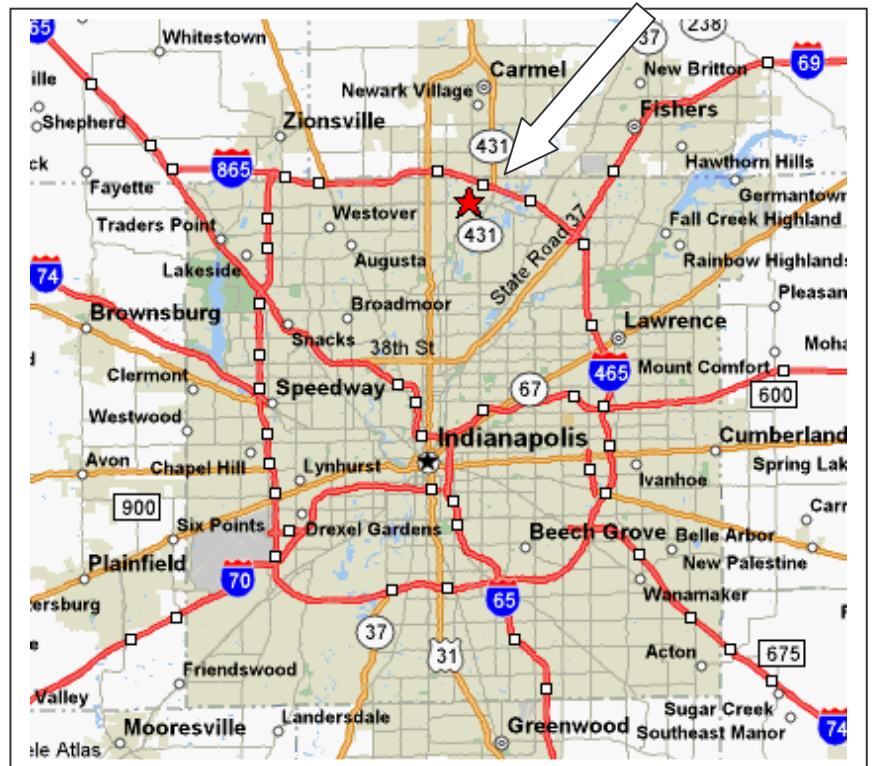 65
Whitestown
37
238
Carmel
New Britton
69
ille
Newark Village
Fishers
Shepherd
Zionsville
431
ck
865
Hawthorn Hills
Fayette
Germantown
Westover
Traders Point
431
Fall Creek Highland
State Road 37
Augusta
Lakeside
Rainbow Highlands
74
Pleasan
Broadmoor
Brownsburg
Lawrence
Snacks
38th St
Moha
Clermont
465
Mount Comfort
Speedway
67
600
Westwood
Indianapolis
Cumberland
Avon
Chapel Hill
Lynhurst
Spring Lak
Ivanhoe
900
Carr
Six Points
Drexel Gardens
Beech Grove
Belle Arbor
Plainfield
New Palestine
70
tersburg
65
Wanamaker
37
31
Acton
675
Friendswood
Valley
Sugar Creek
Landersdale
Mooresville
Greenwood
Southeast Manor
74
ele Atlas